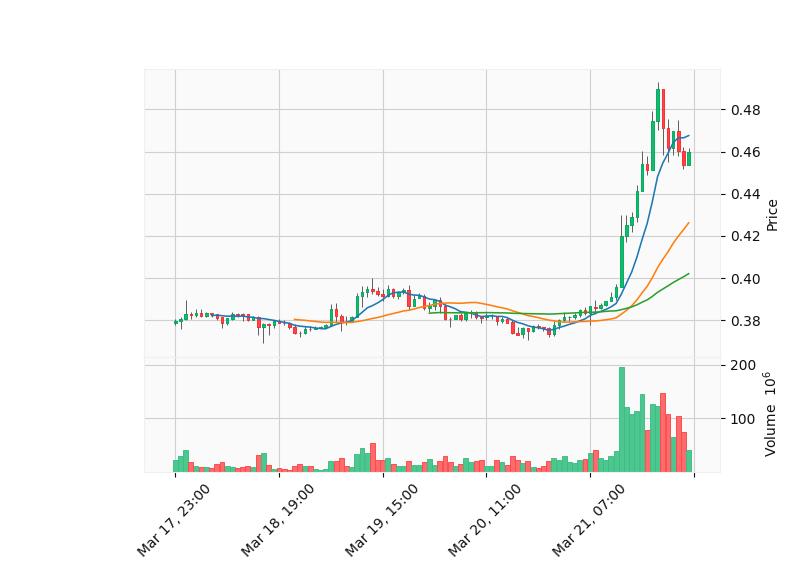 0.48
0.46
0.44
0.42
0.40
0.38
Price
200
100
Volume 10^6
Mar 17, 23:00
Mar 18, 19:00
Mar 19, 15:00
Mar 20, 11:00
Mar 21, 07:00